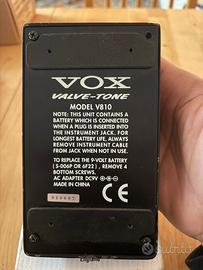 VOX
VALVE-TONE
MODEL V810
NOTE: THIS UNIT CONTAINS A
BATTERY WHICH IS CONNECTED
WHEN A PLUG IS INSERTED INTO
THE INSTRUMENT JACK. FOR
LONGEST BATTERY LIFE, ALWAYS
REMOVE INSTRUMENT CABLE
FROM JACK WHEN NOT IN USE.
TO REPLACE THE 9-VOLT BATTERY
(S-006P OR 6F22), REMOVE 4
BOTTOM SCREWS.
AC ADAPTER DC9V
MADE IN CHINA
CE
Subito